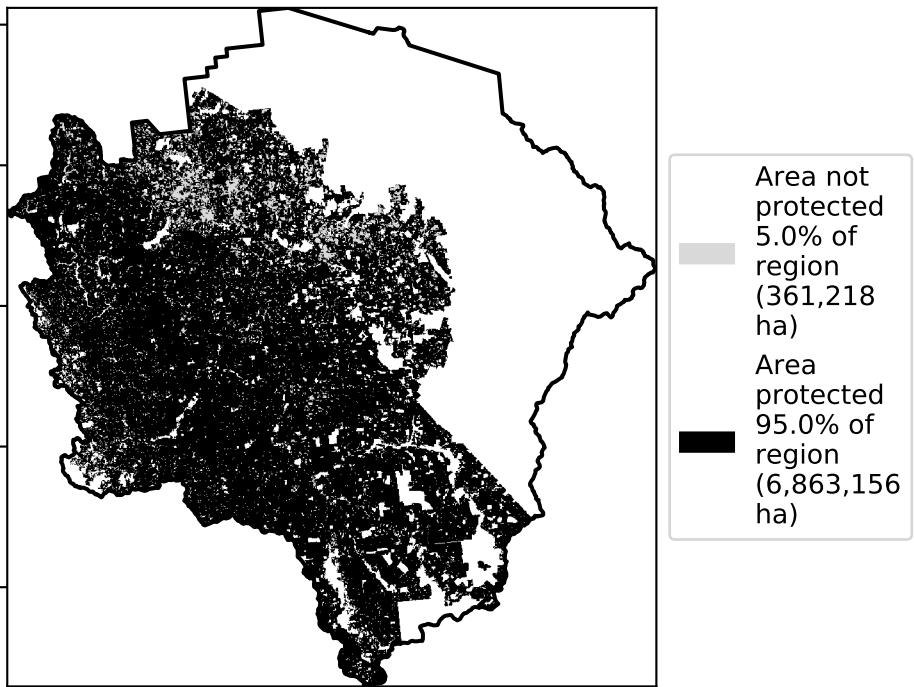 Area not
protected
5.0% of
region
(361,218
ha)
Area
protected
95.0% of
region
(6,863,156
ha)